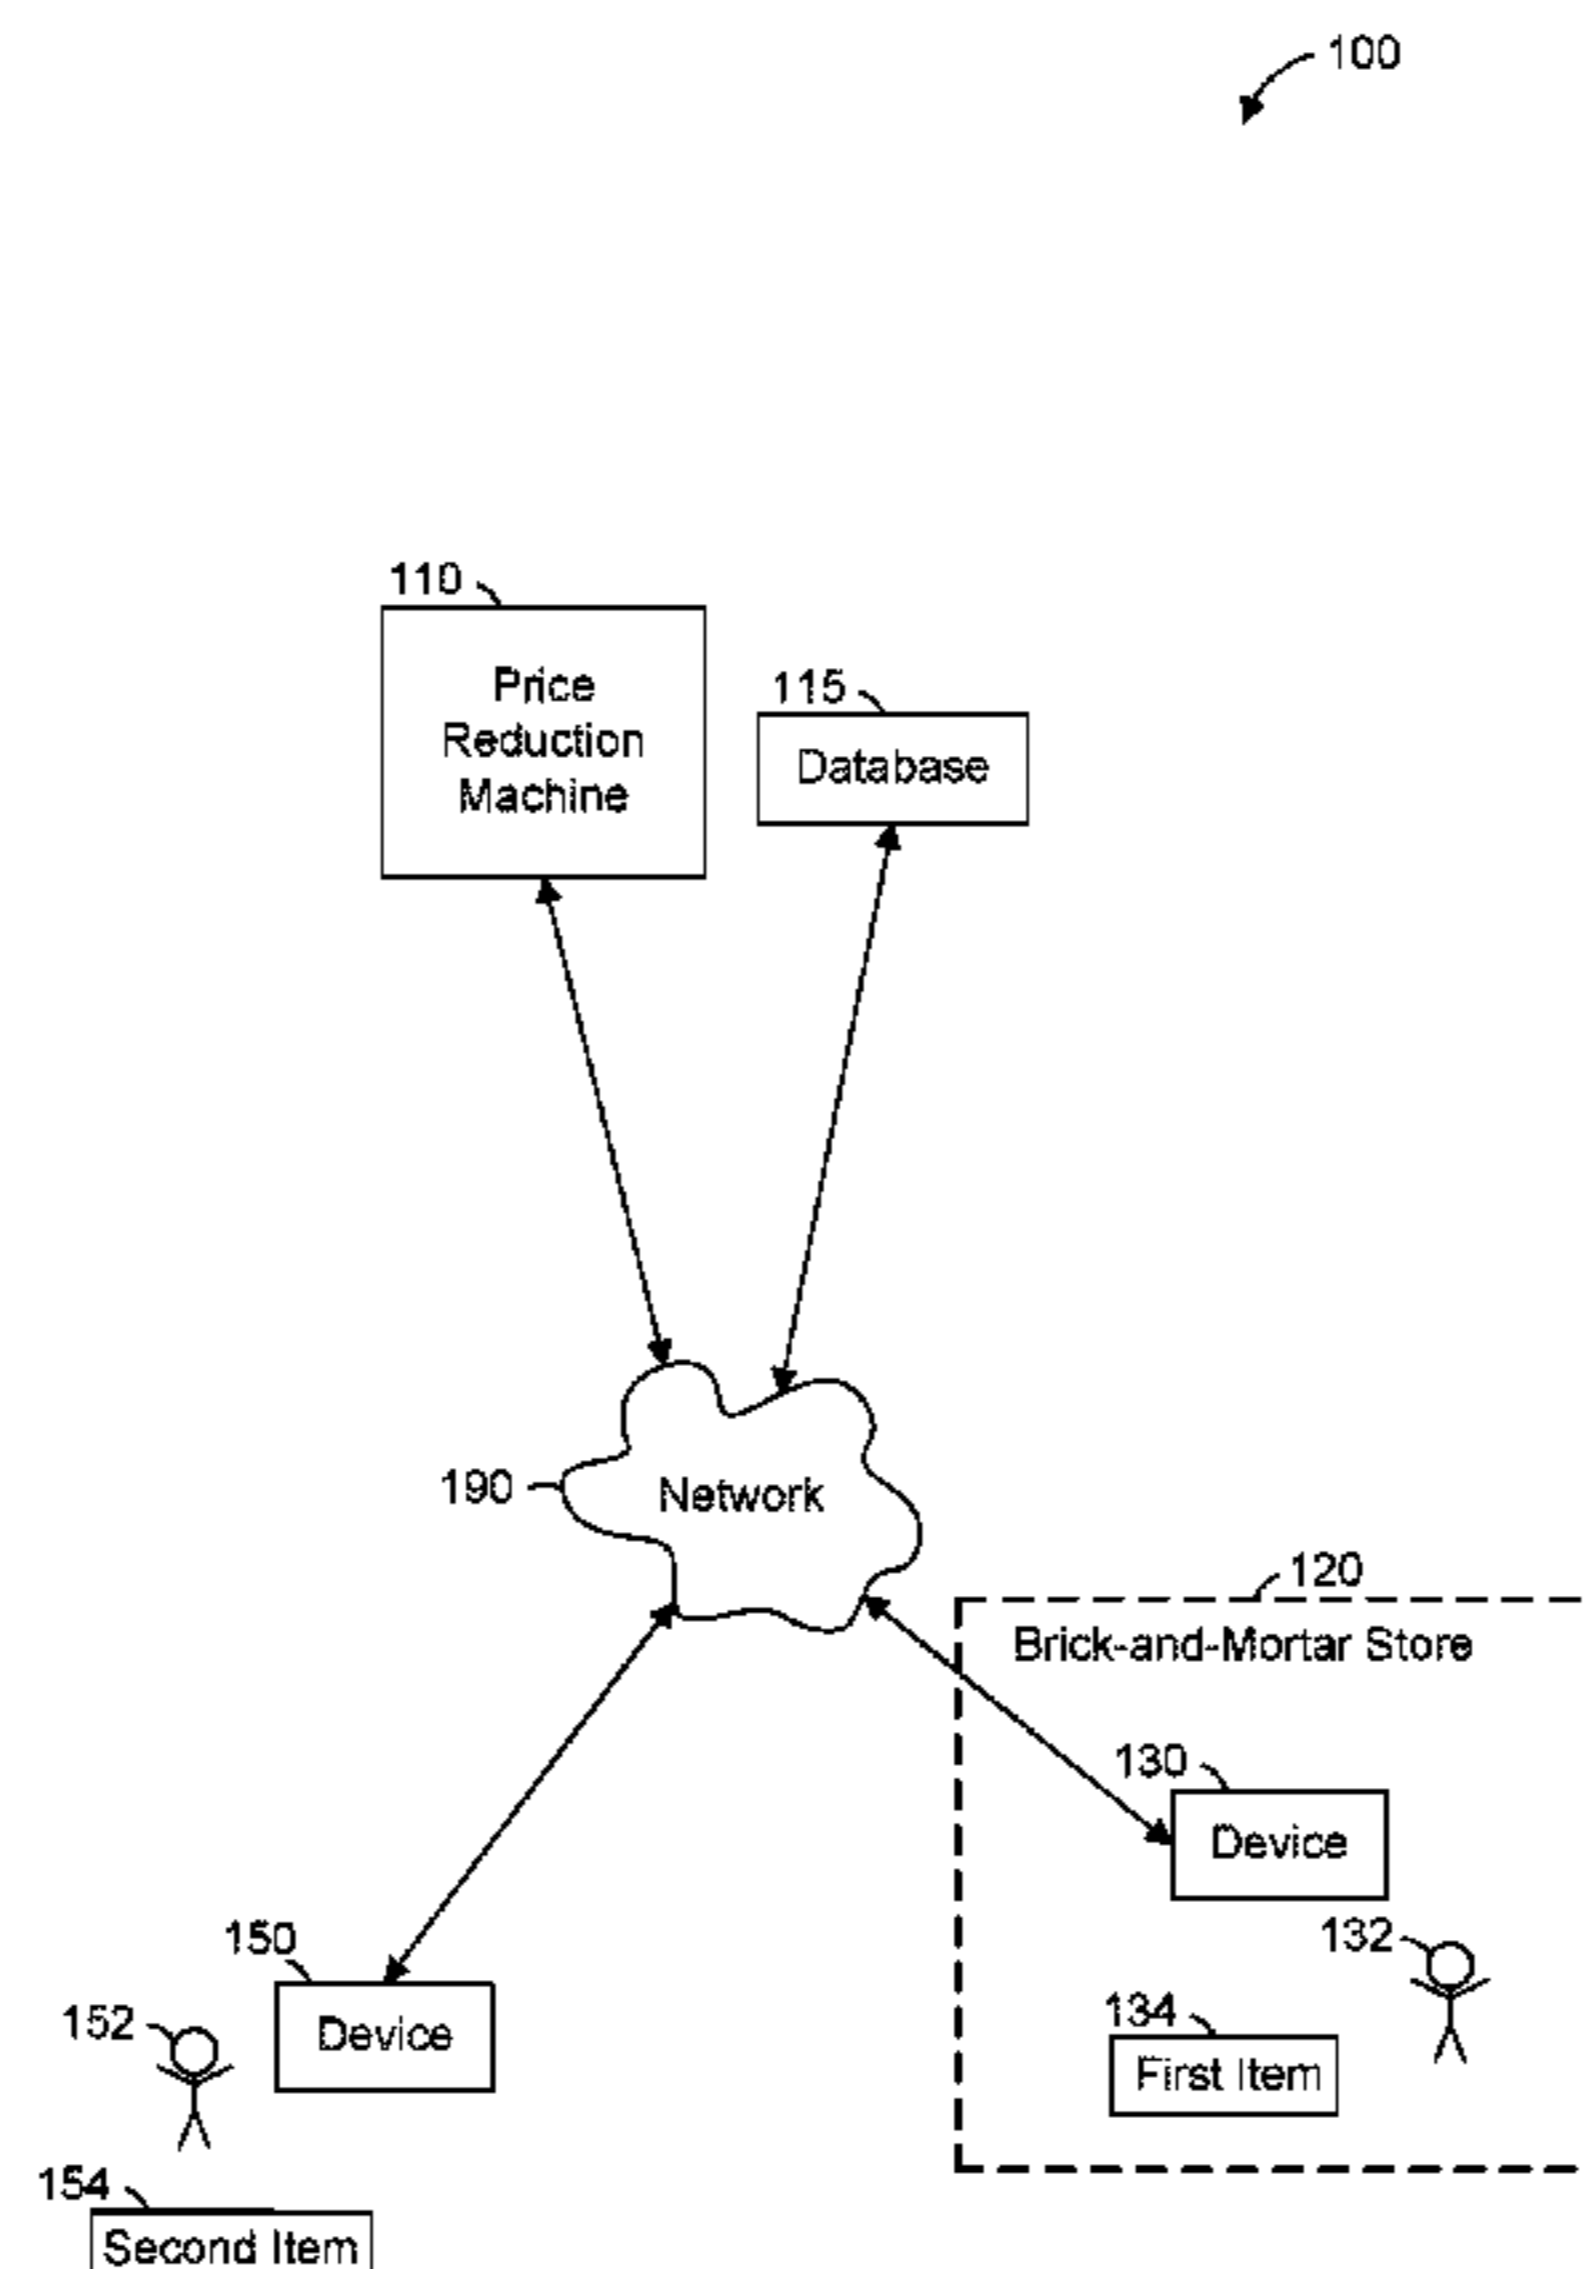 100
110
Price
Reduction
Machine
115
Database
190
Network
120
Brick-and-Mortar Store
130
Device
132
134
First Item
150
Device
152
154
Second Item